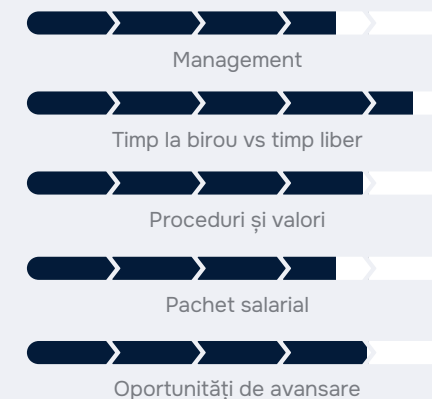 Management
Timp la birou vs timp liber
Proceduri și valori
Pachet salarial
Oportunități de avansare